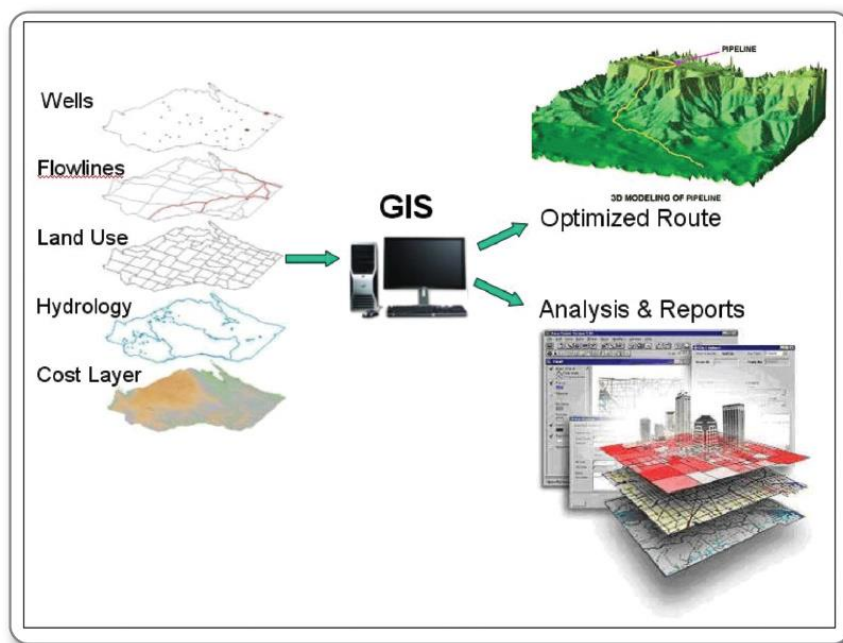 Wells
Flowlines
Land Use
Hydrology
Cost Layer
GIS
PIPELINE
3D MODELING OF PIPELINE
Optimized Route
Analysis & Reports